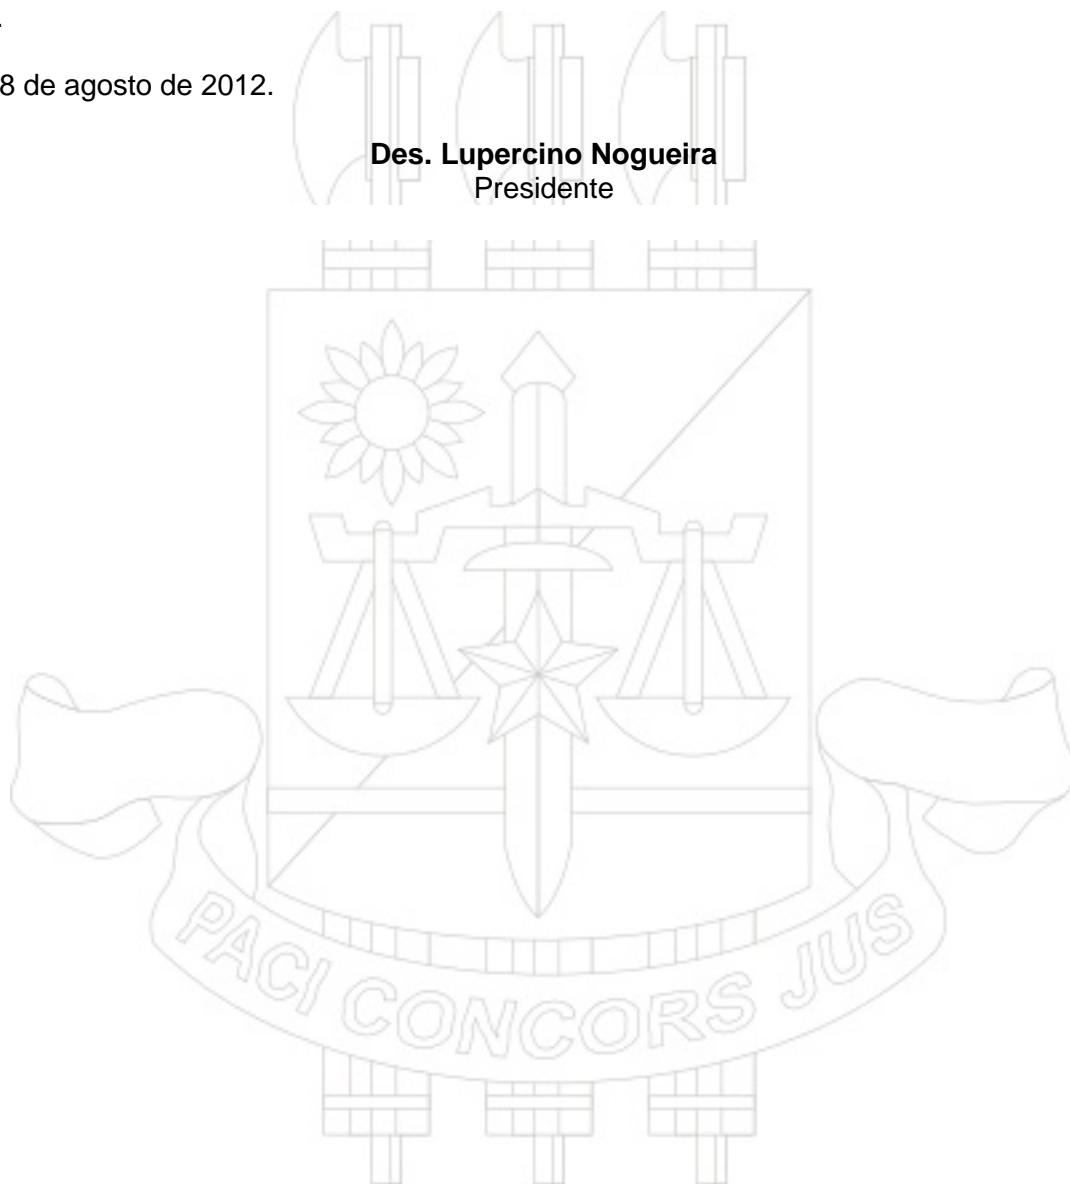 .
8 de agosto de 2012.
Des. Lupercino Nogueira
Presidente
PACI CONCORS JUS